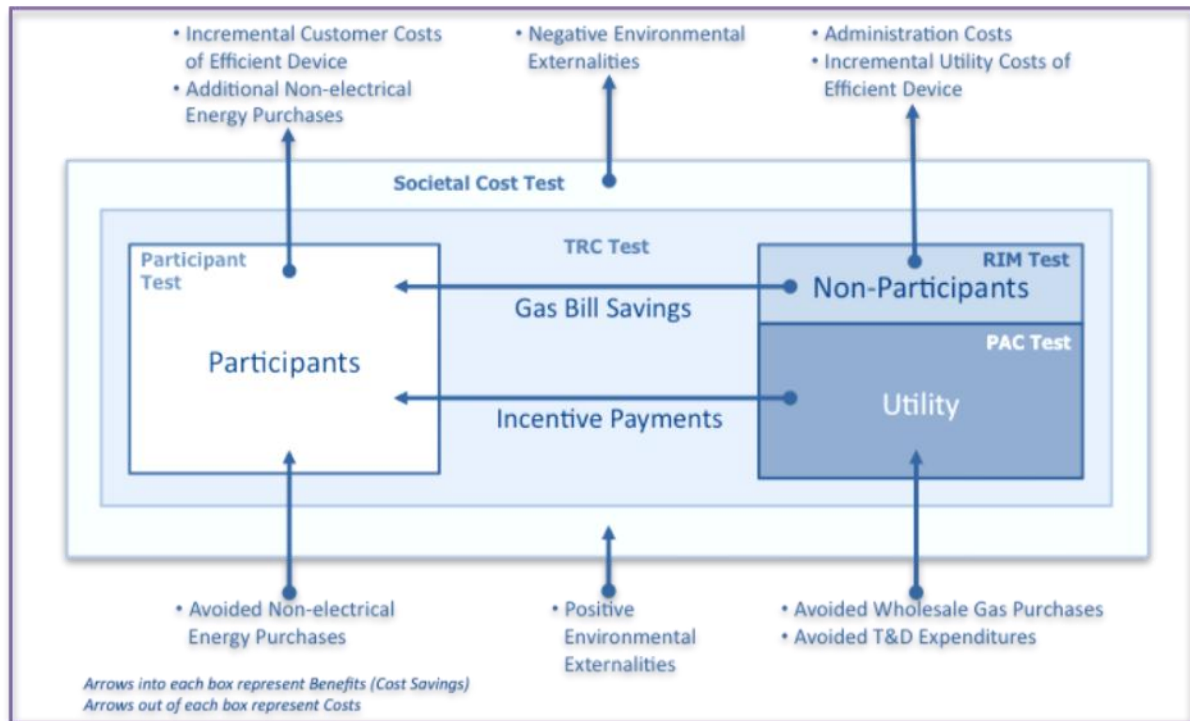 • Incremental Customer Costs
of Efficient Device
• Additional Non-electrical
Energy Purchases
• Negative Environmental
Externalities
• Administration Costs
• Incremental Utility Costs of
Efficient Device
Societal Cost Test
TRC Test
Participant
Test
RIM Test
Non-Participants
Gas Bill Savings
PAC Test
Participants
Utility
Incentive Payments
• Avoided Non-electrical
Energy Purchases
• Positive
Environmental
Externalities
• Avoided Wholesale Gas Purchases
• Avoided T&D Expenditures
Arrows into each box represent Benefits (Cost Savings)
Arrows out of each box represent Costs